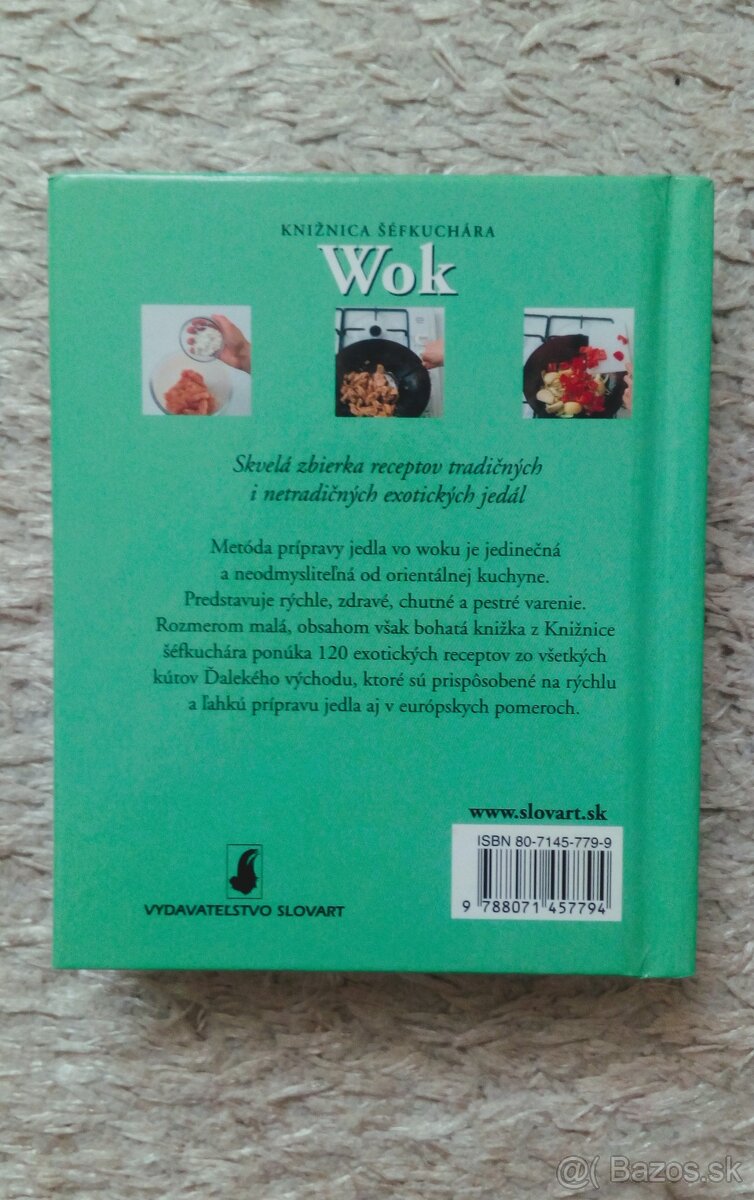 KNIŽNICA ŠÉFKUCHÁRA
Wok
Skvelá zbierka receptov tradičných
i netradičných exotických jedál
Metóda prípravy jedla vo woku je jedinečná
a neodmysliteľná od orientálnej kuchyne.
Predstavuje rýchle, zdravé, chutné a pestré varenie.
Rozmerom malá, obsahom však bohatá knižka z Knižnice
šéfkuchára ponúka 120 exotických receptov zo všetkých
kútov Ďalekého východu, ktoré sú prispôsobené na rýchlu
a ľahkú prípravu jedla aj v európskych pomeroch.
www.slovart.sk
ISBN 80-7145-779-9
9 788071 457794
VYDAVATEĽSTVO SLOVART
@( Bazos.sk